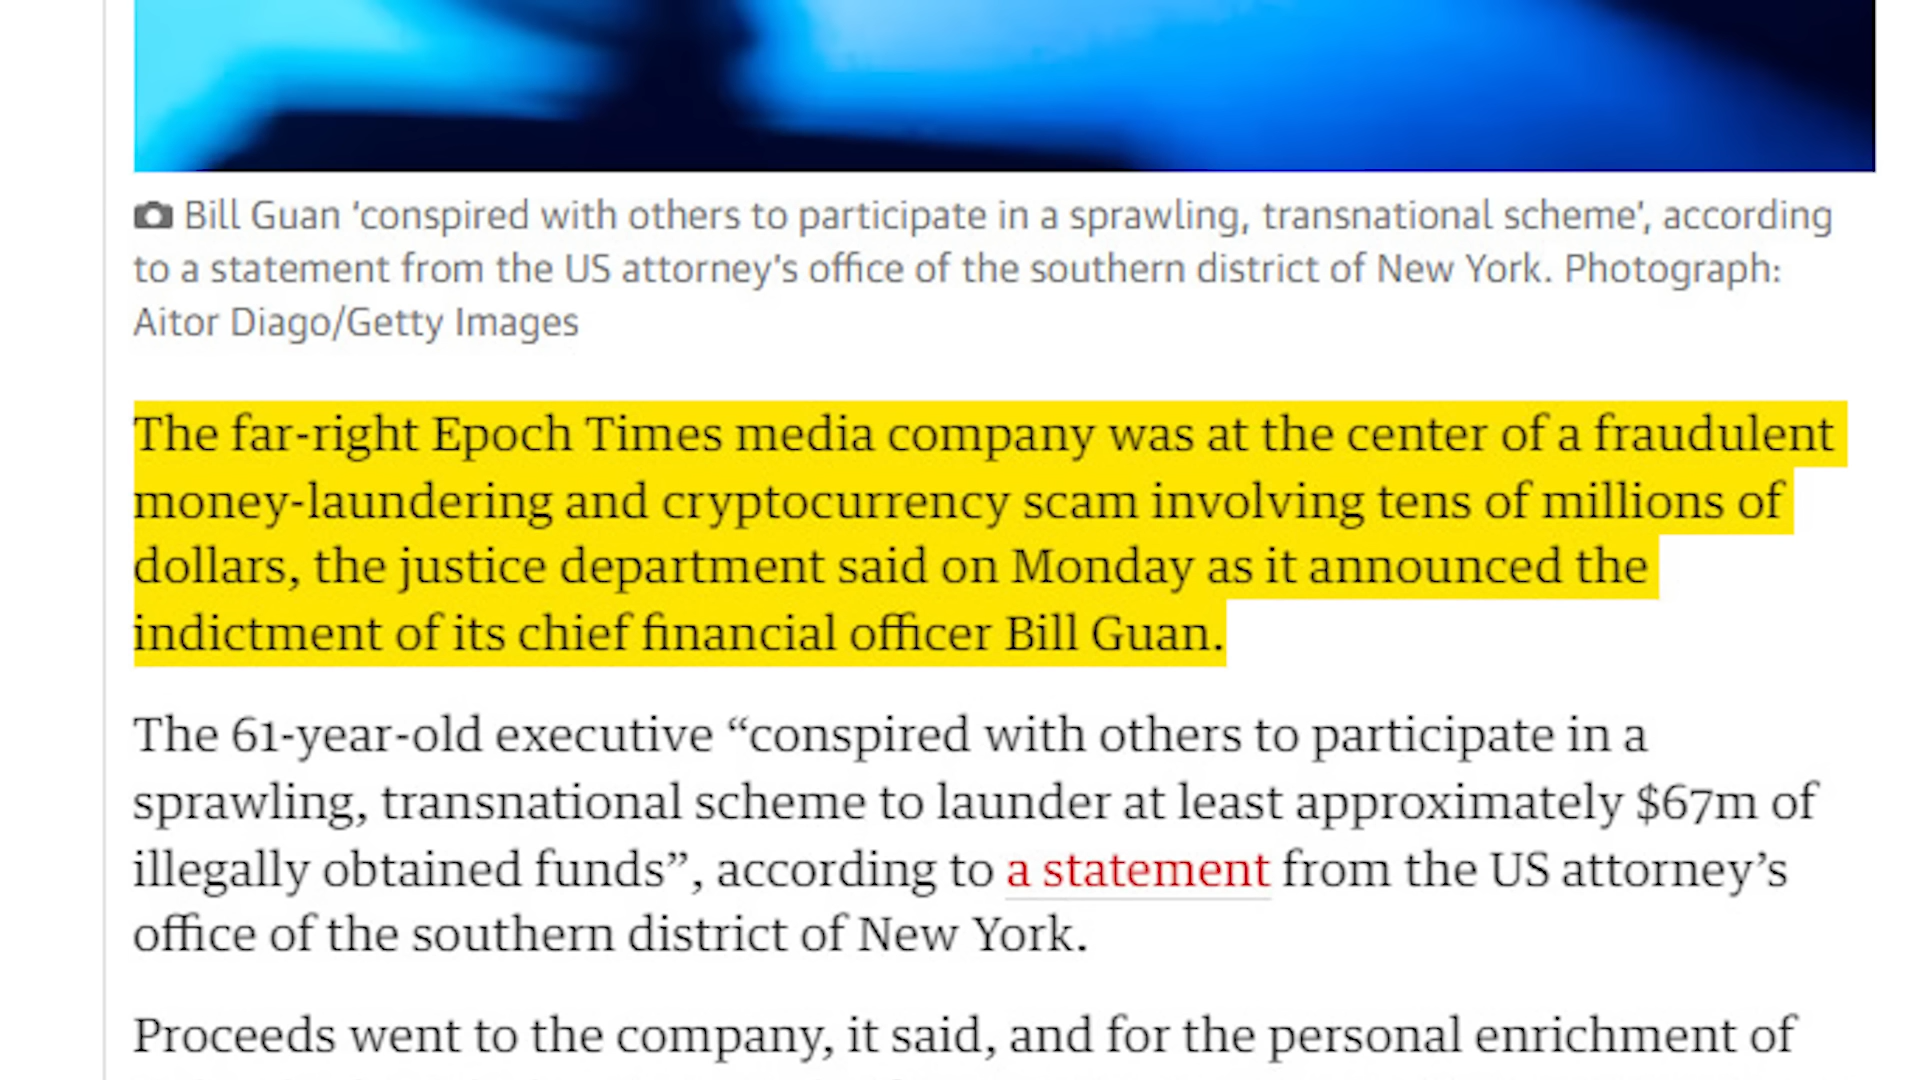 Bill Guan ‘conspired with others to participate in a sprawling, transnational scheme’, according
to a statement from the US attorney’s office of the southern district of New York. Photograph:
Aitor Diago/Getty Images
The far-right Epoch Times media company was at the center of a fraudulent
money-laundering and cryptocurrency scam involving tens of millions of
dollars, the justice department said on Monday as it announced the
indictment of its chief financial officer Bill Guan.
The 61-year-old executive “conspired with others to participate in a
sprawling, transnational scheme to launder at least approximately $67m of
illegally obtained funds”, according to a statement from the US attorney’s
office of the southern district of New York.
Proceeds went to the company, it said, and for the personal enrichment of